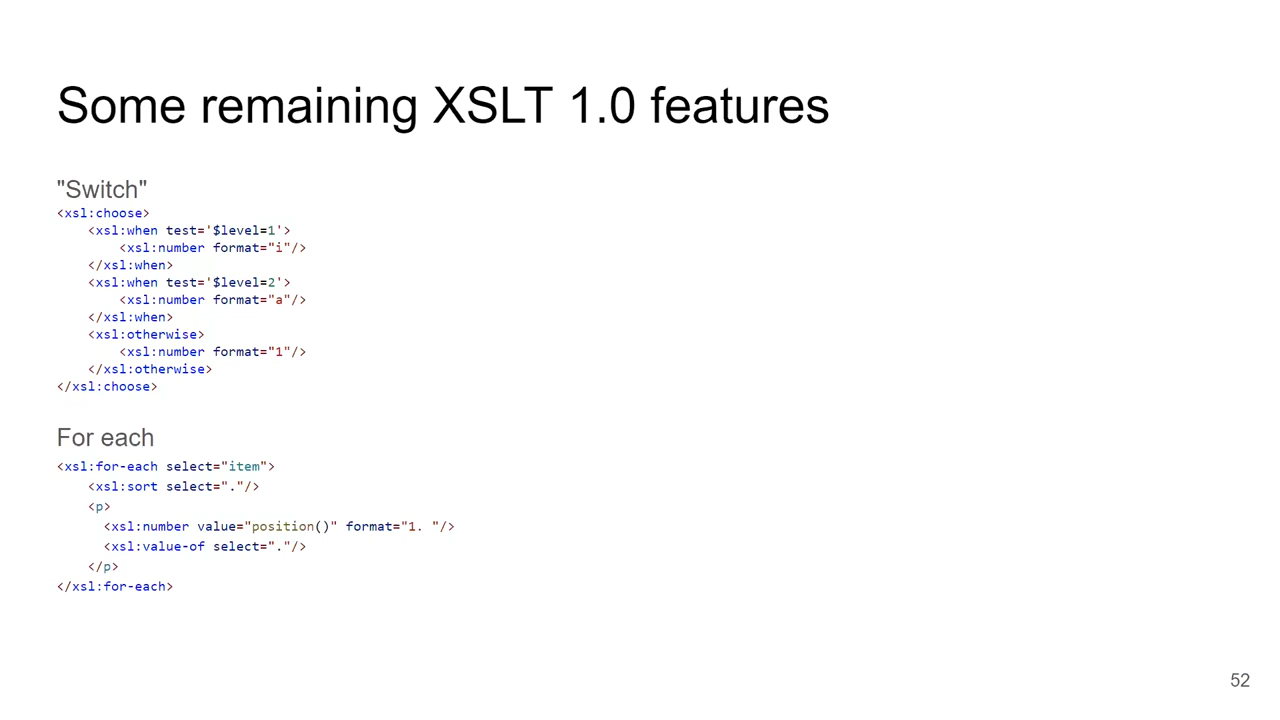 Some remaining XSLT 1.0 features
"Switch"
<xsl:choose>
    <xsl:when test='$level=1'>
        <xsl:number format="i"/>
    </xsl:when>
    <xsl:when test='$level=2'>
        <xsl:number format="a"/>
    </xsl:when>
    <xsl:otherwise>
        <xsl:number format="1"/>
    </xsl:otherwise>
</xsl:choose>
For each
<xsl:for-each select="item">
    <xsl:sort select="."/>
    <p>
      <xsl:number value="position()" format="1. "/>
      <xsl:value-of select="."/>
    </p>
</xsl:for-each>
52